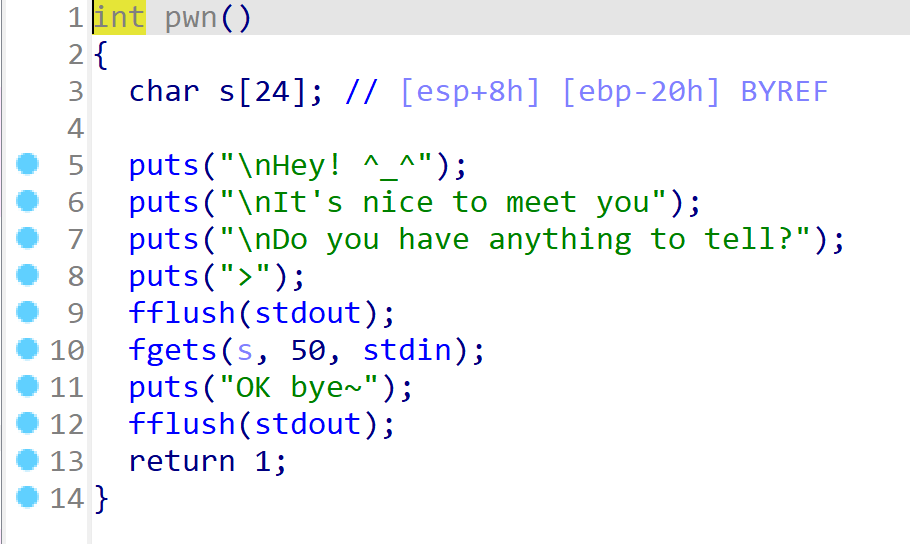 1 int pwn()
2 {
3   char s[24]; // [esp+8h] [ebp-20h] BYREF
4
5   puts("\nHey! ^_^");
6   puts("\nIt's nice to meet you");
7   puts("\nDo you have anything to tell?");
8   puts(">");
9   fflush(stdout);
10   fgets(s, 50, stdin);
11   puts("OK bye~");
12   fflush(stdout);
13   return 1;
14 }